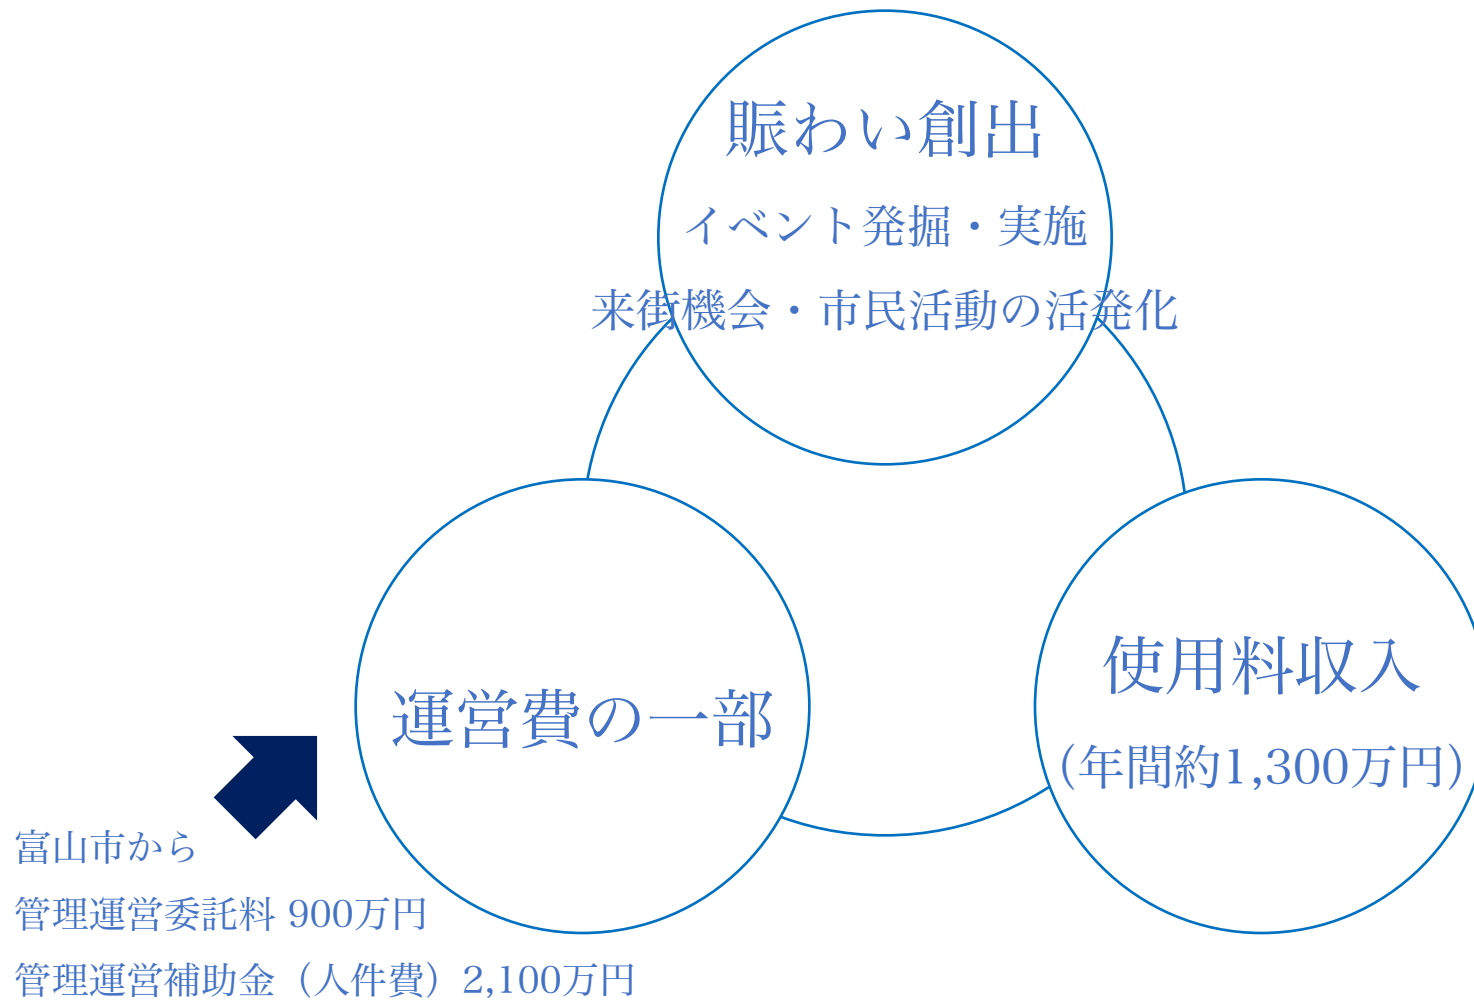 賑わい創出
イベント発掘・実施
来街機会・市民活動の活発化
運営費の一部
使用料収入
（年間約1,300万円）
富山市から
管理運営委託料 900万円
管理運営補助金（人件費）2,100万円